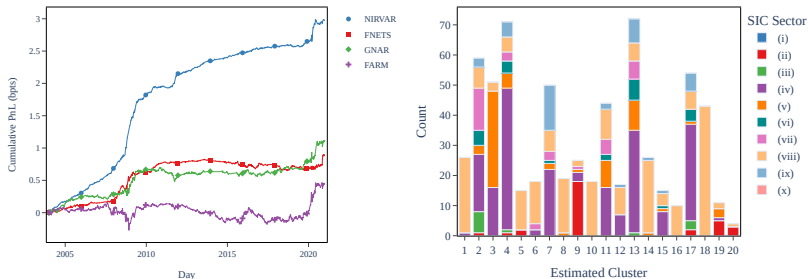 NIRVAR
FNETS
GNAR
FARM
Cumulative PnL (bpts)
3
2.5
2
1.5
1
0.5
0
2005
2010
2015
2020
Day
Count
70
60
50
40
30
20
10
0
1 2 3 4 5 6 7 8 9 10 11 12 13 14 15 16 17 18 19 20
Estimated Cluster
SIC Sector
(i)
(ii)
(iii)
(iv)
(v)
(vi)
(vii)
(viii)
(ix)
(x)